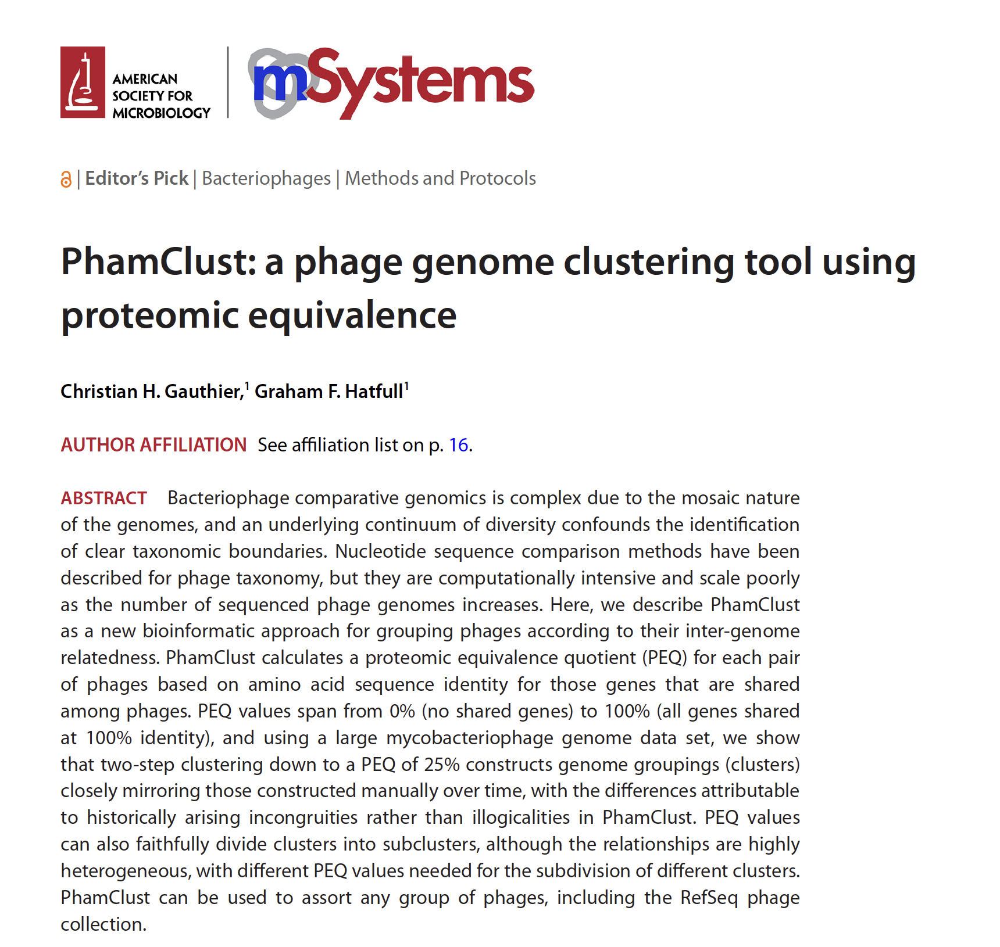 AMERICAN
SOCIETY FOR
MICROBIOLOGY
mSystems
| Editor’s Pick | Bacteriophages | Methods and Protocols
PhamClust: a phage genome clustering tool using
proteomic equivalence
Christian H. Gauthier,¹ Graham F. Hatfull¹
AUTHOR AFFILIATION See affiliation list on p. 16.
ABSTRACT Bacteriophage comparative genomics is complex due to the mosaic nature
of the genomes, and an underlying continuum of diversity confounds the identification
of clear taxonomic boundaries. Nucleotide sequence comparison methods have been
described for phage taxonomy, but they are computationally intensive and scale poorly
as the number of sequenced phage genomes increases. Here, we describe PhamClust
as a new bioinformatic approach for grouping phages according to their inter-genome
relatedness. PhamClust calculates a proteomic equivalence quotient (PEQ) for each pair
of phages based on amino acid sequence identity for those genes that are shared
among phages. PEQ values span from 0% (no shared genes) to 100% (all genes shared
at 100% identity), and using a large mycobacteriophage genome data set, we show
that two-step clustering down to a PEQ of 25% constructs genome groupings (clusters)
closely mirroring those constructed manually over time, with the differences attributable
to historically arising incongruities rather than illogicalities in PhamClust. PEQ values
can also faithfully divide clusters into subclusters, although the relationships are highly
heterogeneous, with different PEQ values needed for the subdivision of different clusters.
PhamClust can be used to assort any group of phages, including the RefSeq phage
collection.